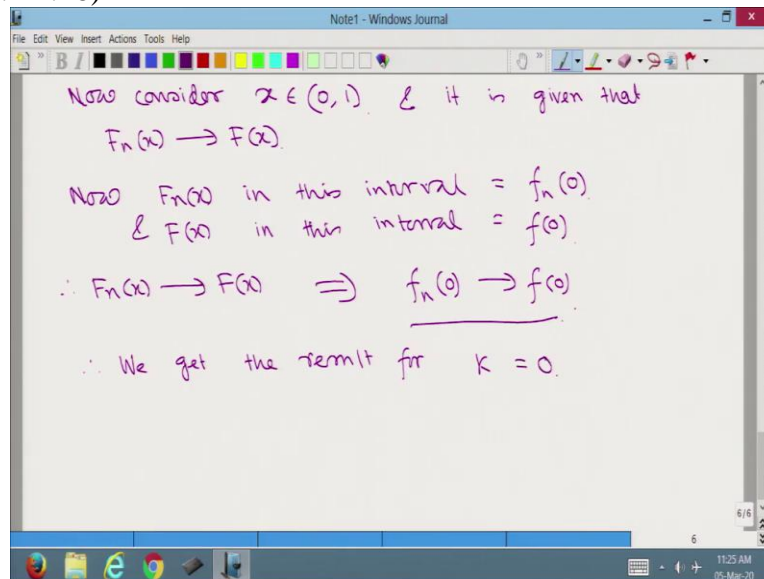 Note1 - Windows Journal
File Edit View Insert Actions Tools Help
B I
Now consider x ∈ (0, 1) & it is given that
Fn(x) → F(x).
Now Fn(x) in this interval = fn(0)
& F(x) in this interval = f(0)
∴ Fn(x) → F(x) ⇒ fn(0) → f(0)
∴ We get the result for K = 0.
6/6
6
11:25 AM
05-Mar-20